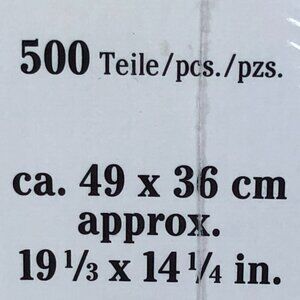 500 Teile/pcs./pzs.
ca. 49 x 36 cm
approx.
19 1/3 x 14 1/4 in.